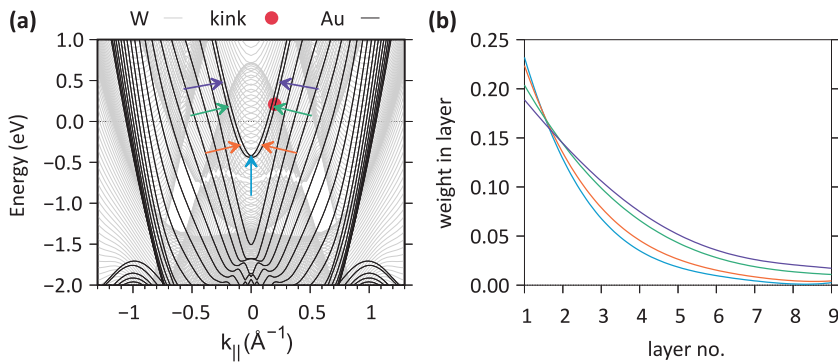 (a) W kink Au
1.0
0.5
0.0
−0.5
−1.0
−1.5
−2.0
Energy (eV)
−1 −0.5 0 0.5 1
k|| (Å−1)
(b)
0.25
0.20
0.15
0.10
0.05
0.00
weight in layer
1 2 3 4 5 6 7 8 9
layer no.